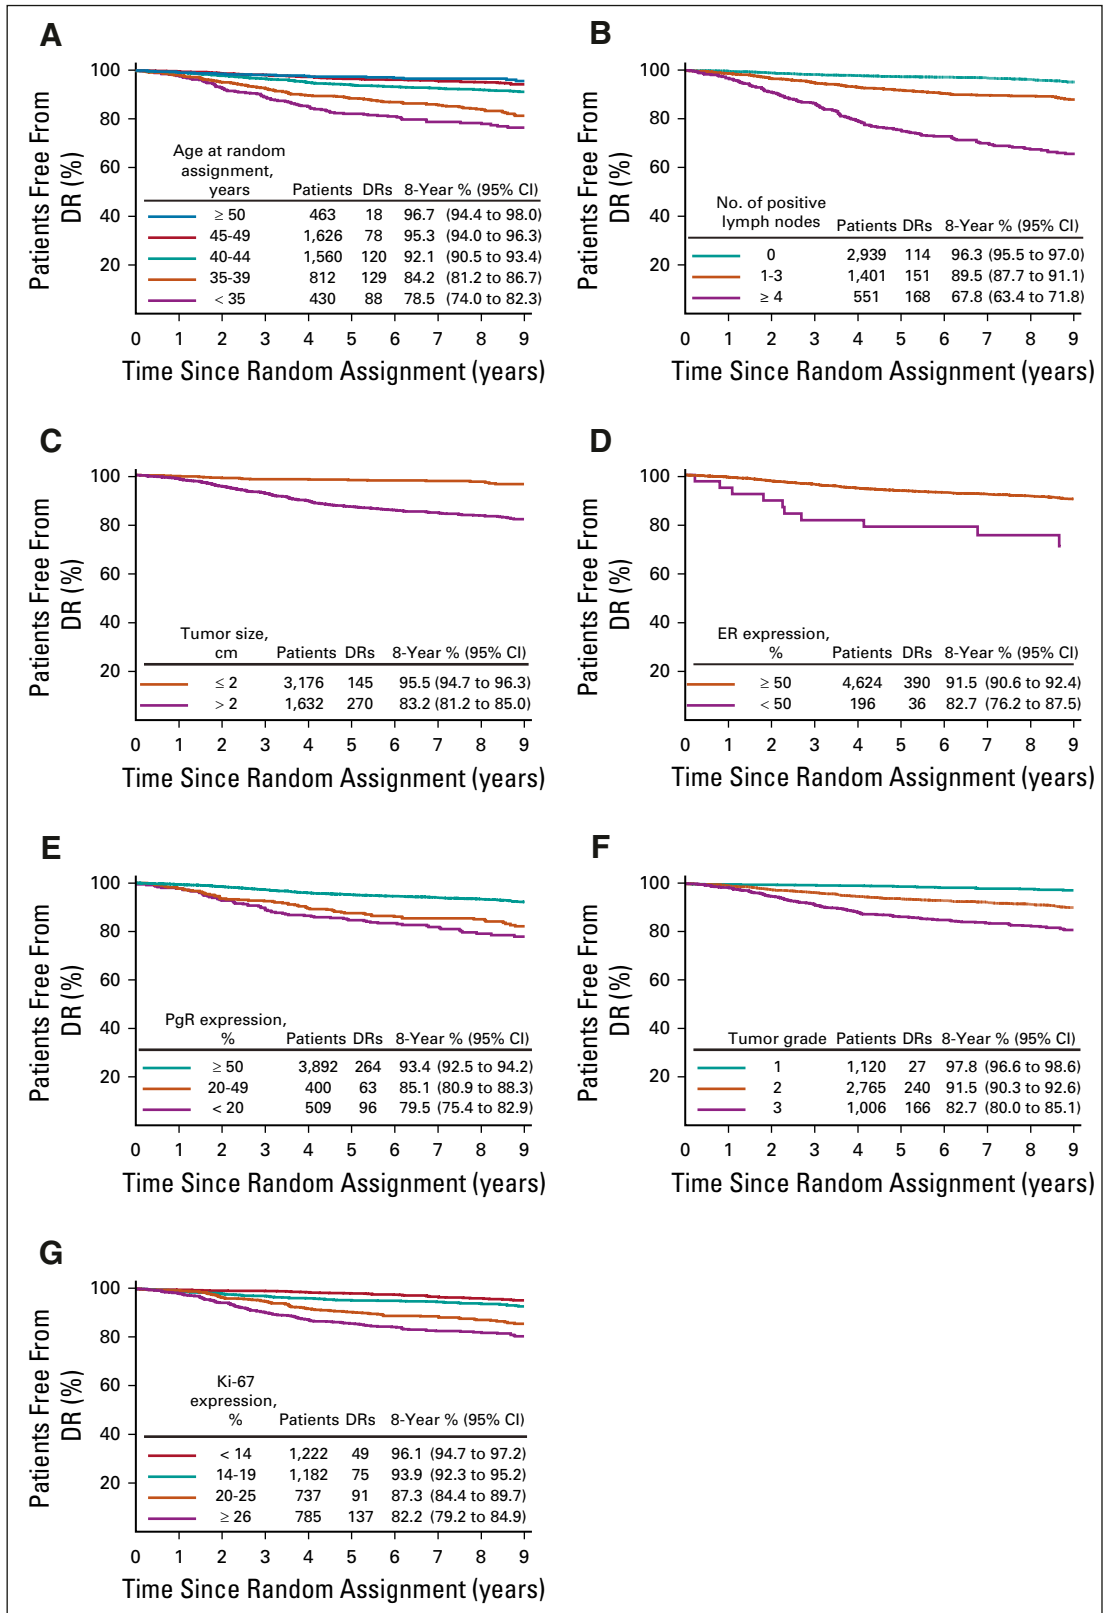 A
Patients Free From
DR (%)
100
80
60
40
20
Age at random
assignment,
years Patients DRs 8-Year % (95% CI)
≥ 50 463 18 96.7 (94.4 to 98.0)
45-49 1,626 78 95.3 (94.0 to 96.3)
40-44 1,560 120 92.1 (90.5 to 93.4)
35-39 812 129 84.2 (81.2 to 86.7)
< 35 430 88 78.5 (74.0 to 82.3)
0 1 2 3 4 5 6 7 8 9
Time Since Random Assignment (years)
B
Patients Free From
DR (%)
100
80
60
40
20
No. of positive
lymph nodes Patients DRs 8-Year % (95% CI)
0 2,939 114 96.3 (95.5 to 97.0)
1-3 1,401 151 89.5 (87.7 to 91.1)
≥ 4 551 168 67.8 (63.4 to 71.8)
0 1 2 3 4 5 6 7 8 9
Time Since Random Assignment (years)
C
Patients Free From
DR (%)
100
80
60
40
20
Tumor size,
cm Patients DRs 8-Year % (95% CI)
≤ 2 3,176 145 95.5 (94.7 to 96.3)
> 2 1,632 270 83.2 (81.2 to 85.0)
0 1 2 3 4 5 6 7 8 9
Time Since Random Assignment (years)
D
Patients Free From
DR (%)
100
80
60
40
20
ER expression,
% Patients DRs 8-Year % (95% CI)
≥ 50 4,624 390 91.5 (90.6 to 92.4)
< 50 196 36 82.7 (76.2 to 87.5)
0 1 2 3 4 5 6 7 8 9
Time Since Random Assignment (years)
E
Patients Free From
DR (%)
100
80
60
40
20
PgR expression,
% Patients DRs 8-Year % (95% CI)
≥ 50 3,892 264 93.4 (92.5 to 94.2)
20-49 400 63 85.1 (80.9 to 88.3)
< 20 509 96 79.5 (75.4 to 82.9)
0 1 2 3 4 5 6 7 8 9
Time Since Random Assignment (years)
F
Patients Free From
DR (%)
100
80
60
40
20
Tumor grade Patients DRs 8-Year % (95% CI)
1 1,120 27 97.8 (96.6 to 98.6)
2 2,765 240 91.5 (90.3 to 92.6)
3 1,006 166 82.7 (80.0 to 85.1)
0 1 2 3 4 5 6 7 8 9
Time Since Random Assignment (years)
G
Patients Free From
DR (%)
100
80
60
40
20
Ki-67
expression,
% Patients DRs 8-Year % (95% CI)
< 14 1,222 49 96.1 (94.7 to 97.2)
14-19 1,182 75 93.9 (92.3 to 95.2)
20-25 737 91 87.3 (84.4 to 89.7)
≥ 26 785 137 82.2 (79.2 to 84.9)
0 1 2 3 4 5 6 7 8 9
Time Since Random Assignment (years)